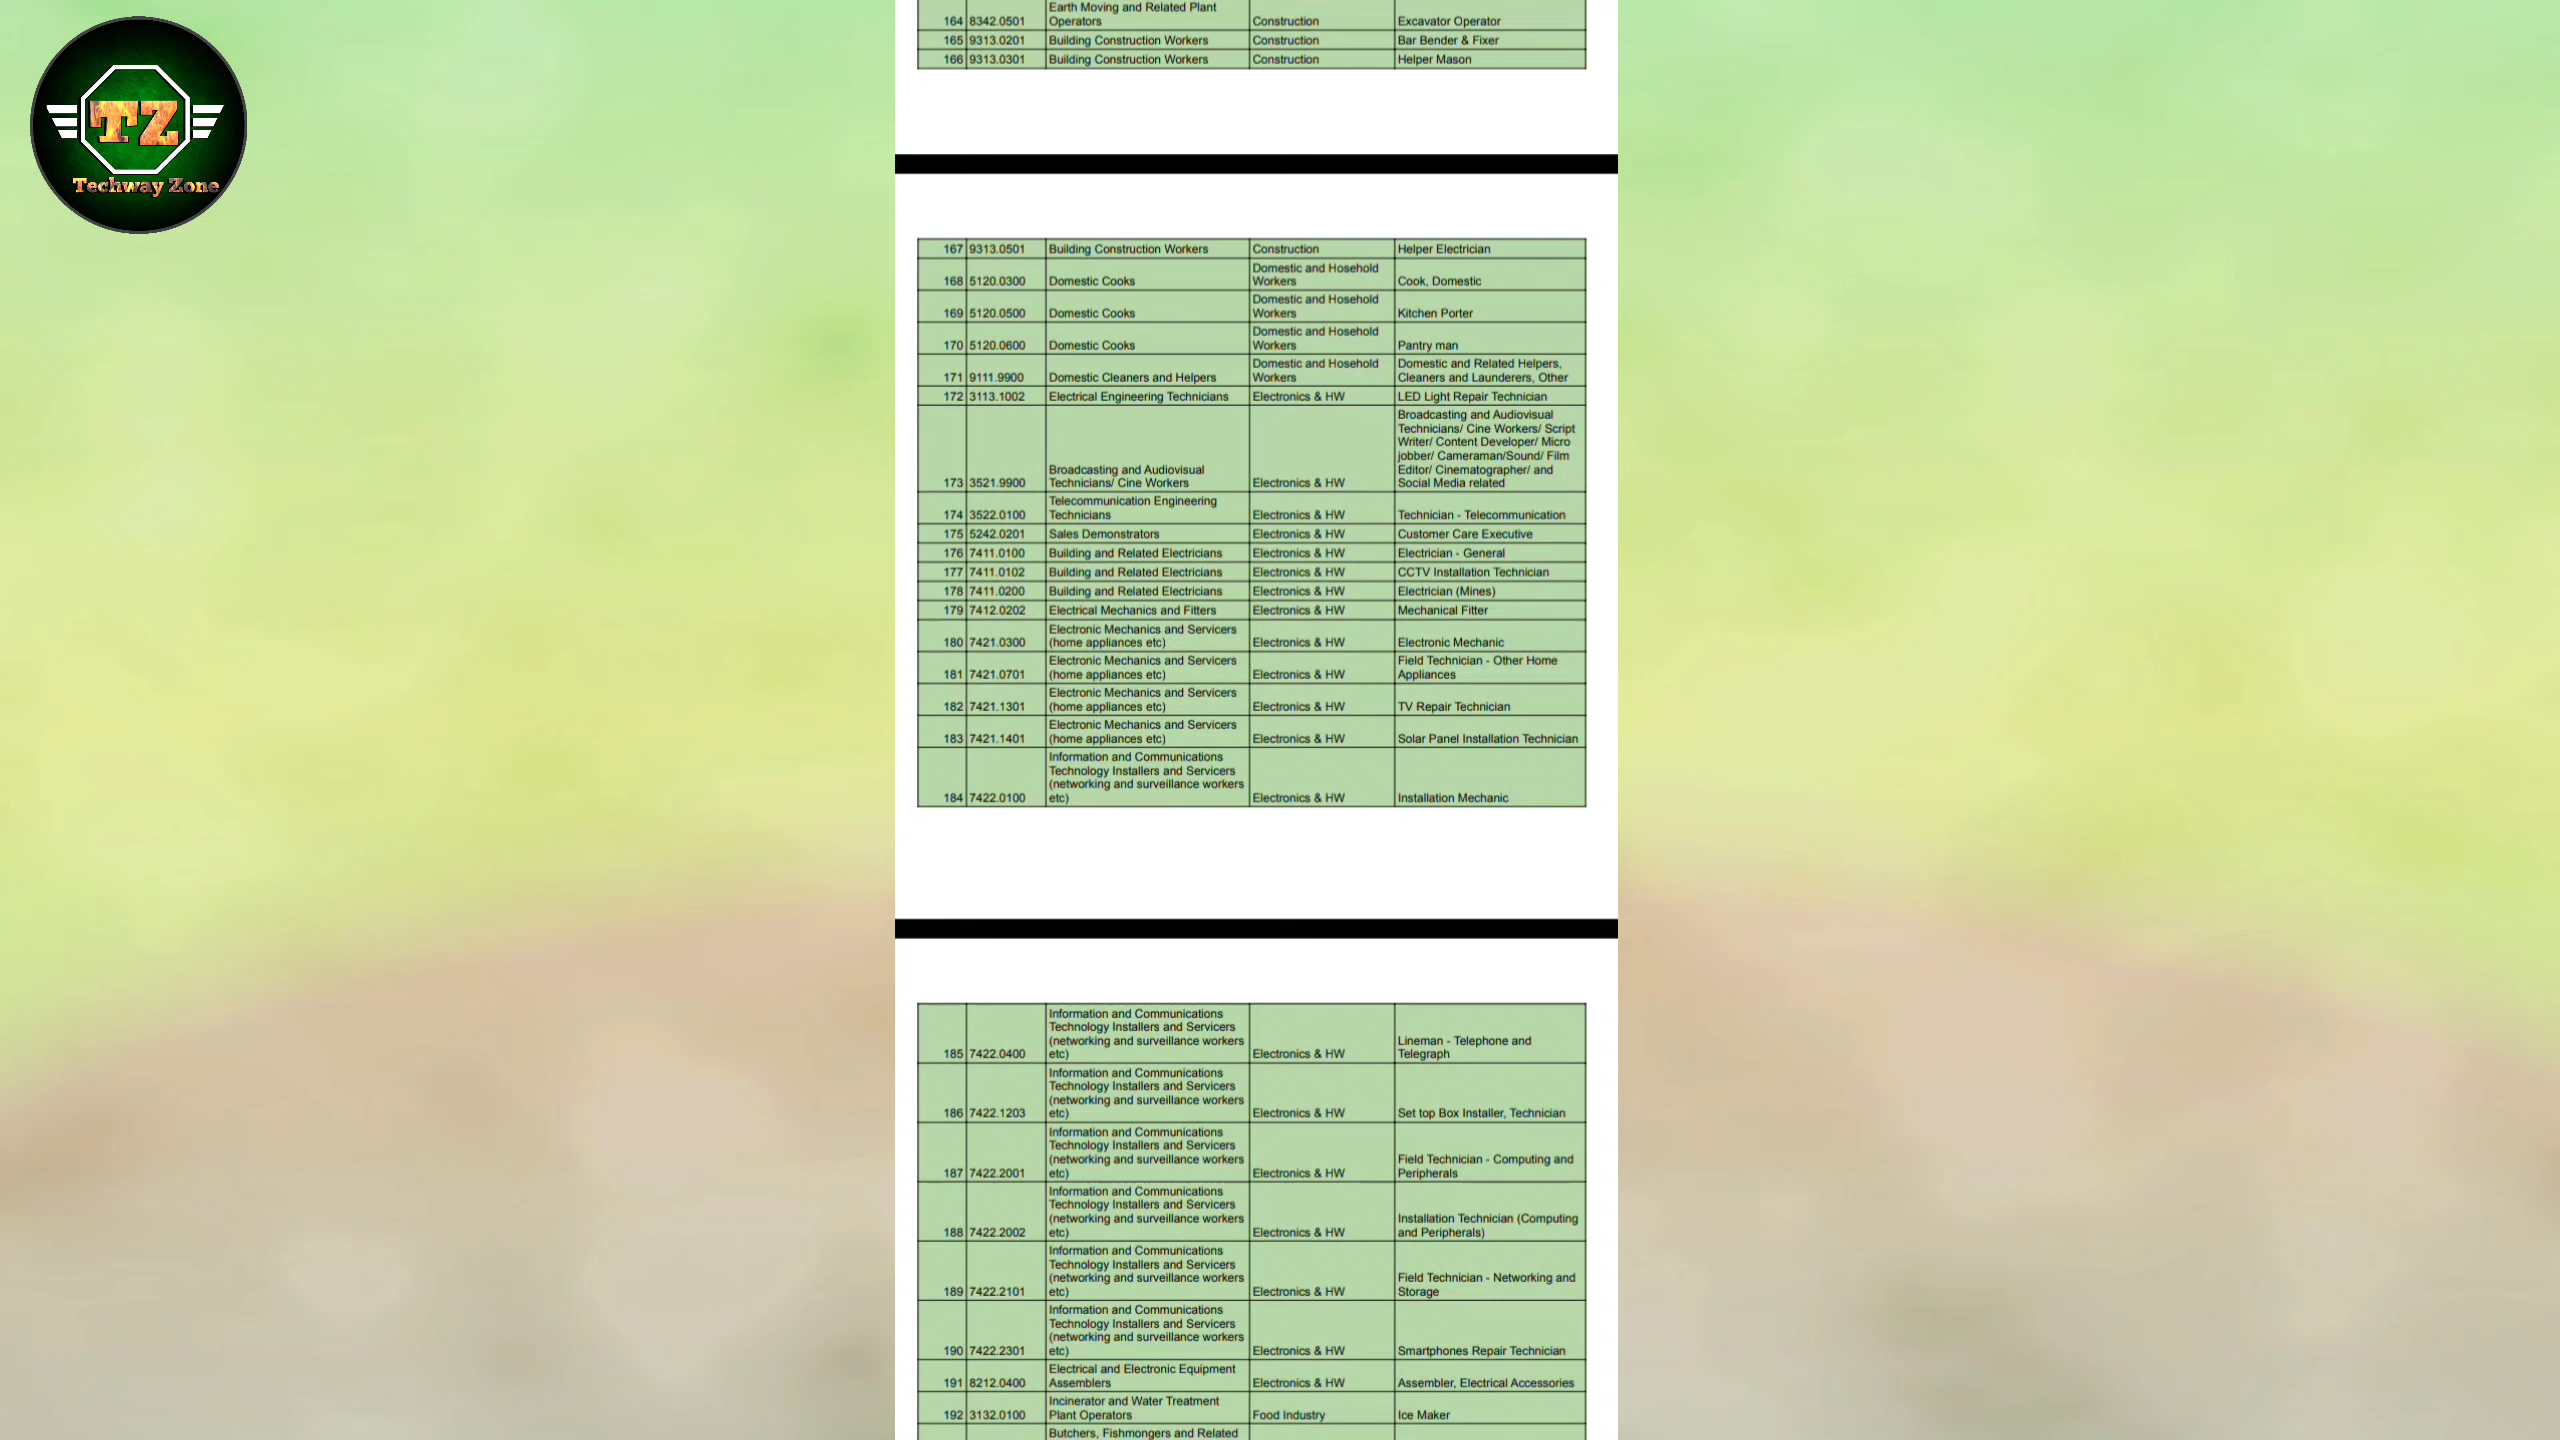 TZ
Techway Zone
Earth Moving and Related Plant
164 8342.0501 Operators Construction Excavator Operator
165 9313.0201 Building Construction Workers Construction Bar Bender & Fixer
166 9313.0301 Building Construction Workers Construction Helper Mason
167 9313.0501 Building Construction Workers Construction Helper Electrician
Domestic and Hosehold
168 5120.0300 Domestic Cooks Workers Cook, Domestic
Domestic and Hosehold
169 5120.0500 Domestic Cooks Workers Kitchen Porter
Domestic and Hosehold
170 5120.0600 Domestic Cooks Workers Pantry man
Domestic and Hosehold Domestic and Related Helpers,
171 9111.9900 Domestic Cleaners and Helpers Workers Cleaners and Launderers, Other
172 3113.1002 Electrical Engineering Technicians Electronics & HW LED Light Repair Technician
Broadcasting and Audiovisual
Technicians/ Cine Workers/ Script
Writer/ Content Developer/ Micro
jobber/ Cameraman/Sound/ Film
Broadcasting and Audiovisual Editor/ Cinematographer/ and
173 3521.9900 Technicians/ Cine Workers Electronics & HW Social Media related
Telecommunication Engineering
174 3522.0100 Technicians Electronics & HW Technician - Telecommunication
175 5242.0201 Sales Demonstrators Electronics & HW Customer Care Executive
176 7411.0100 Building and Related Electricians Electronics & HW Electrician - General
177 7411.0102 Building and Related Electricians Electronics & HW CCTV Installation Technician
178 7411.0200 Building and Related Electricians Electronics & HW Electrician (Mines)
179 7412.0202 Electrical Mechanics and Fitters Electronics & HW Mechanical Fitter
Electronic Mechanics and Servicers
180 7421.0300 (home appliances etc) Electronics & HW Electronic Mechanic
Electronic Mechanics and Servicers Field Technician - Other Home
181 7421.0701 (home appliances etc) Electronics & HW Appliances
Electronic Mechanics and Servicers
182 7421.1301 (home appliances etc) Electronics & HW TV Repair Technician
Electronic Mechanics and Servicers
183 7421.1401 (home appliances etc) Electronics & HW Solar Panel Installation Technician
Information and Communications
Technology Installers and Servicers
(networking and surveillance workers
184 7422.0100 etc) Electronics & HW Installation Mechanic
Information and Communications
Technology Installers and Servicers
(networking and surveillance workers Lineman - Telephone and
185 7422.0400 etc) Electronics & HW Telegraph
Information and Communications
Technology Installers and Servicers
(networking and surveillance workers
186 7422.1203 etc) Electronics & HW Set top Box Installer, Technician
Information and Communications
Technology Installers and Servicers
(networking and surveillance workers Field Technician - Computing and
187 7422.2001 etc) Electronics & HW Peripherals
Information and Communications
Technology Installers and Servicers
(networking and surveillance workers Installation Technician (Computing
188 7422.2002 etc) Electronics & HW and Peripherals)
Information and Communications
Technology Installers and Servicers
(networking and surveillance workers Field Technician - Networking and
189 7422.2101 etc) Electronics & HW Storage
Information and Communications
Technology Installers and Servicers
(networking and surveillance workers
190 7422.2301 etc) Electronics & HW Smartphones Repair Technician
Electrical and Electronic Equipment
191 8212.0400 Assemblers Electronics & HW Assembler, Electrical Accessories
Incinerator and Water Treatment
192 3132.0100 Plant Operators Food Industry Ice Maker
Butchers, Fishmongers and Related